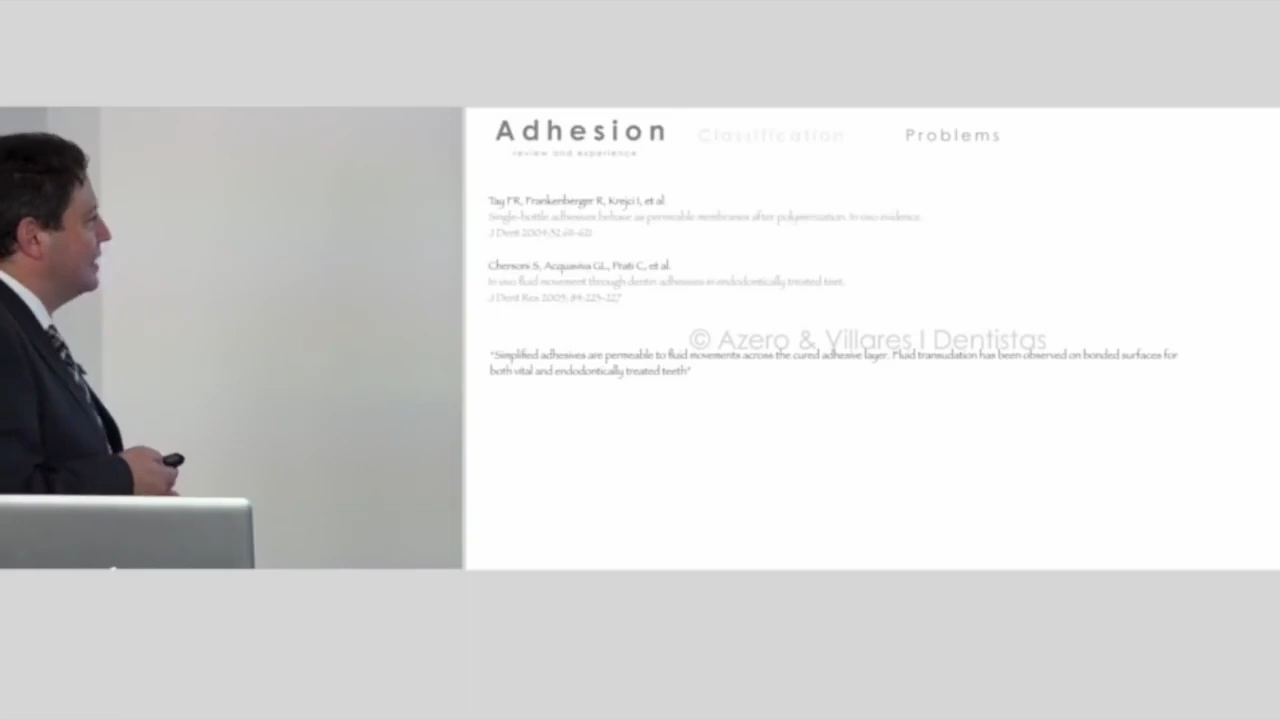 Adhesion
Classification
Problems
review and experience
Tay FR, Frankenberger R, Krejci I, et al.
Single-bottle adhesives behave as permeable membranes after polymerization. In vivo evidence.
J Dent 2004;32:611-621
Chersoni S, Acquaviva GL, Prati C, et al.
In vivo fluid movement through dentin adhesives in endodontically treated teet.
J Dent Res 2005; 84:223-227
© Azero & Villares | Dentistas
"Simplified adhesives are permeable to fluid movements across the cured adhesive layer. Fluid transudation has been observed on bonded surfaces for
both vital and endodontically treated teeth"